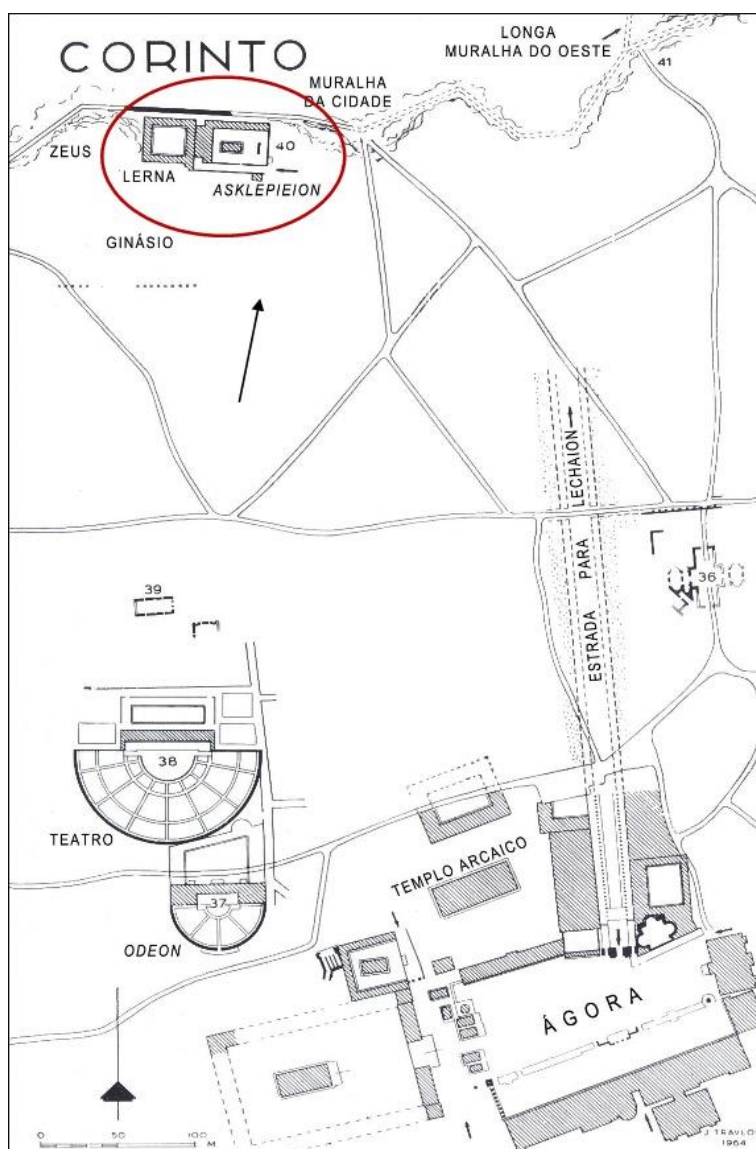 CORINTO
LONGA
MURALHA DO OESTE
41
MURALHA
DA CIDADE
ZEUS
40
LERNA
ASKLEPIEION
GINÁSIO
ESTRADA PARA LECHAION
36
39
38
TEATRO
TEMPLO ARCAICO
37
ODEON
ÁGORA
0 50 100
M
J. TRAVLOS
1964